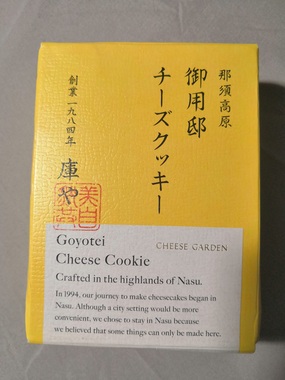 那須高原
御用邸
チーズクッキー
創業一九八四年
庫や
Goyotei
Cheese Cookie
CHEESE GARDEN
Crafted in the highlands of Nasu.
In 1994, our journey to make cheesecakes began in
Nasu. Although a city setting would be more
convenient, we chose to stay in Nasu because
we believed that some things can only be made here.